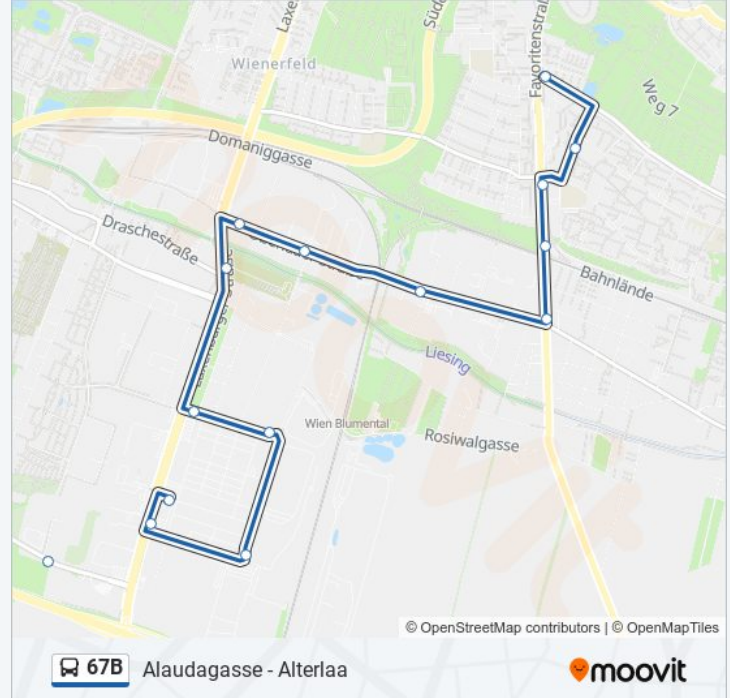 Laxe
Süd
Favoritenstraß
Wienerfeld
Weg 7
Domaniggasse
Draschestraße
Bahnlände
Liesing
Wien Blumental
Rosiwalgasse
© OpenStreetMap contributors | © OpenMapTiles
67B Alaudagasse - Alterlaa
moovit